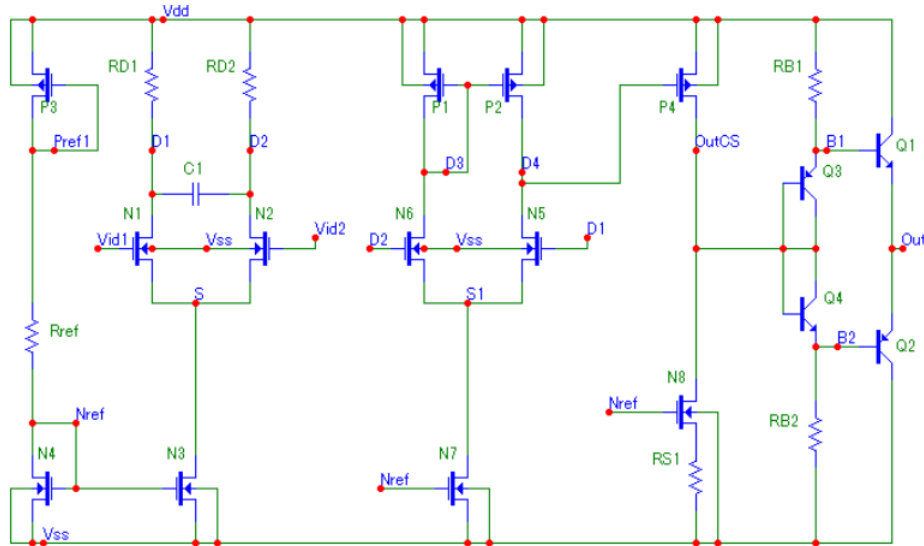 Vdd
RD1
RD2
RB1
P3
P1
P2
P4
Pref1
D1
D2
D3
D4
OutCS
B1
Q1
C1
Q3
N1
N2
N6
N5
Vid1
Vss
Vid2
D2
Vss
D1
Out
S
S1
Q4
Rref
B2
Q2
Nref
N8
Nref
RB2
N4
N3
N7
RS1
Nref
Vss